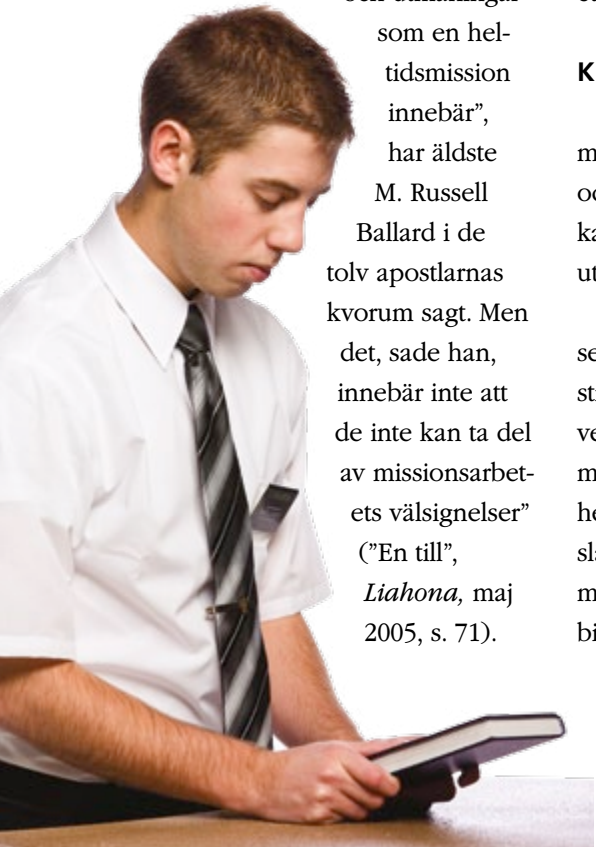 som en hel-
tidsmission
innebär”,
har äldste
M. Russell
Ballard i de
tolv apostlarnas
kvorum sagt. Men
det, sade han,
innebär inte att
de inte kan ta del
av missionsarbet-
ets välsignelser”
(”En till”,
Liahona, maj
2005, s. 71).
K